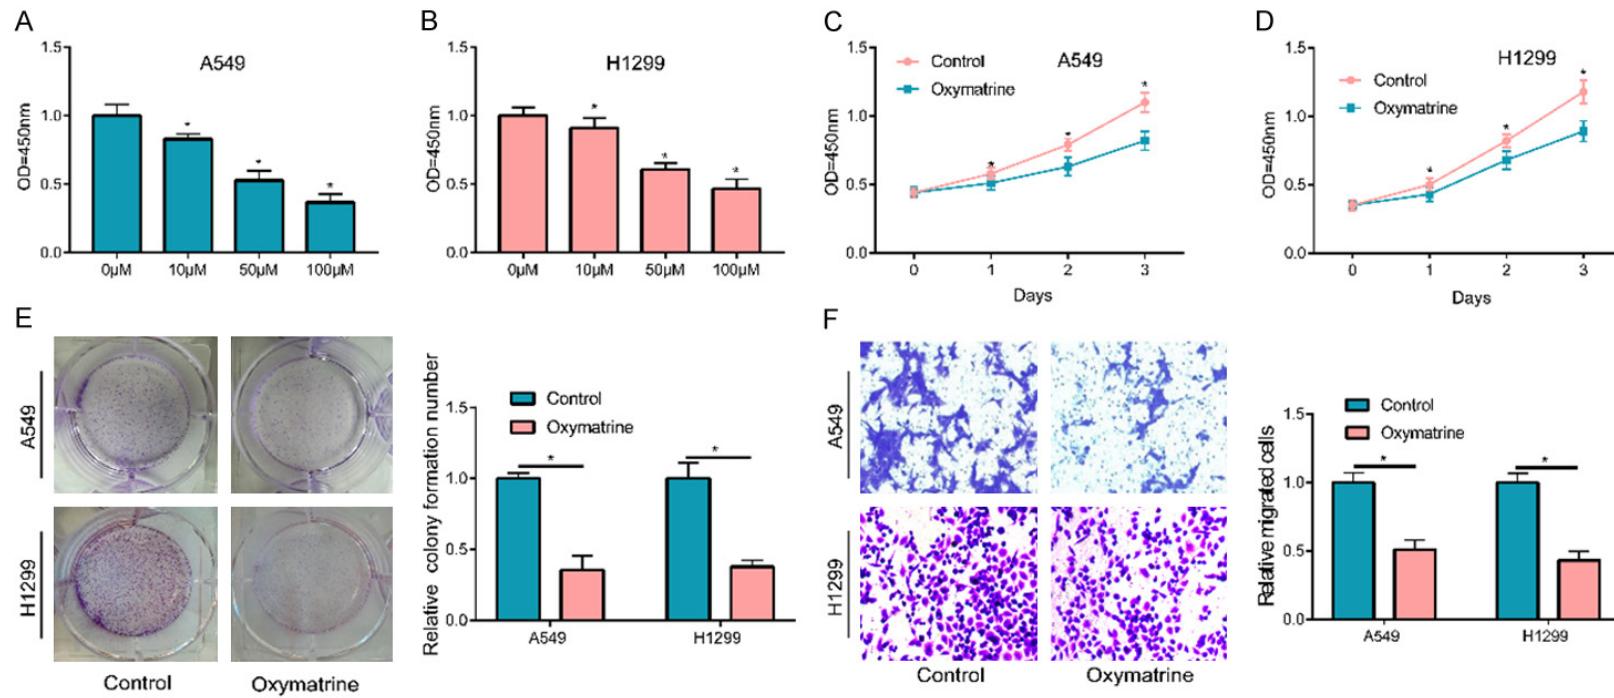 A
1.5
1.0
0.5
0.0
OD=450nm
A549
*
*
*
0µM
10µM
50µM
100µM
B
1.5
1.0
0.5
0.0
OD=450nm
H1299
*
*
*
0µM
10µM
50µM
100µM
C
1.5
1.0
0.5
0.0
OD=450nm
Control
Oxymatrine
A549
*
*
*
0
1
2
3
Days
D
1.5
1.0
0.5
0.0
OD=450nm
H1299
Control
Oxymatrine
*
*
*
0
1
2
3
Days
E
A549
H1299
Control
Oxymatrine
Relative colony formation number
1.5
1.0
0.5
0.0
Control
Oxymatrine
*
*
A549
H1299
F
A549
H1299
Control
Oxymatrine
Relative migrated cells
1.5
1.0
0.5
0.0
Control
Oxymatrine
*
*
A549
H1299